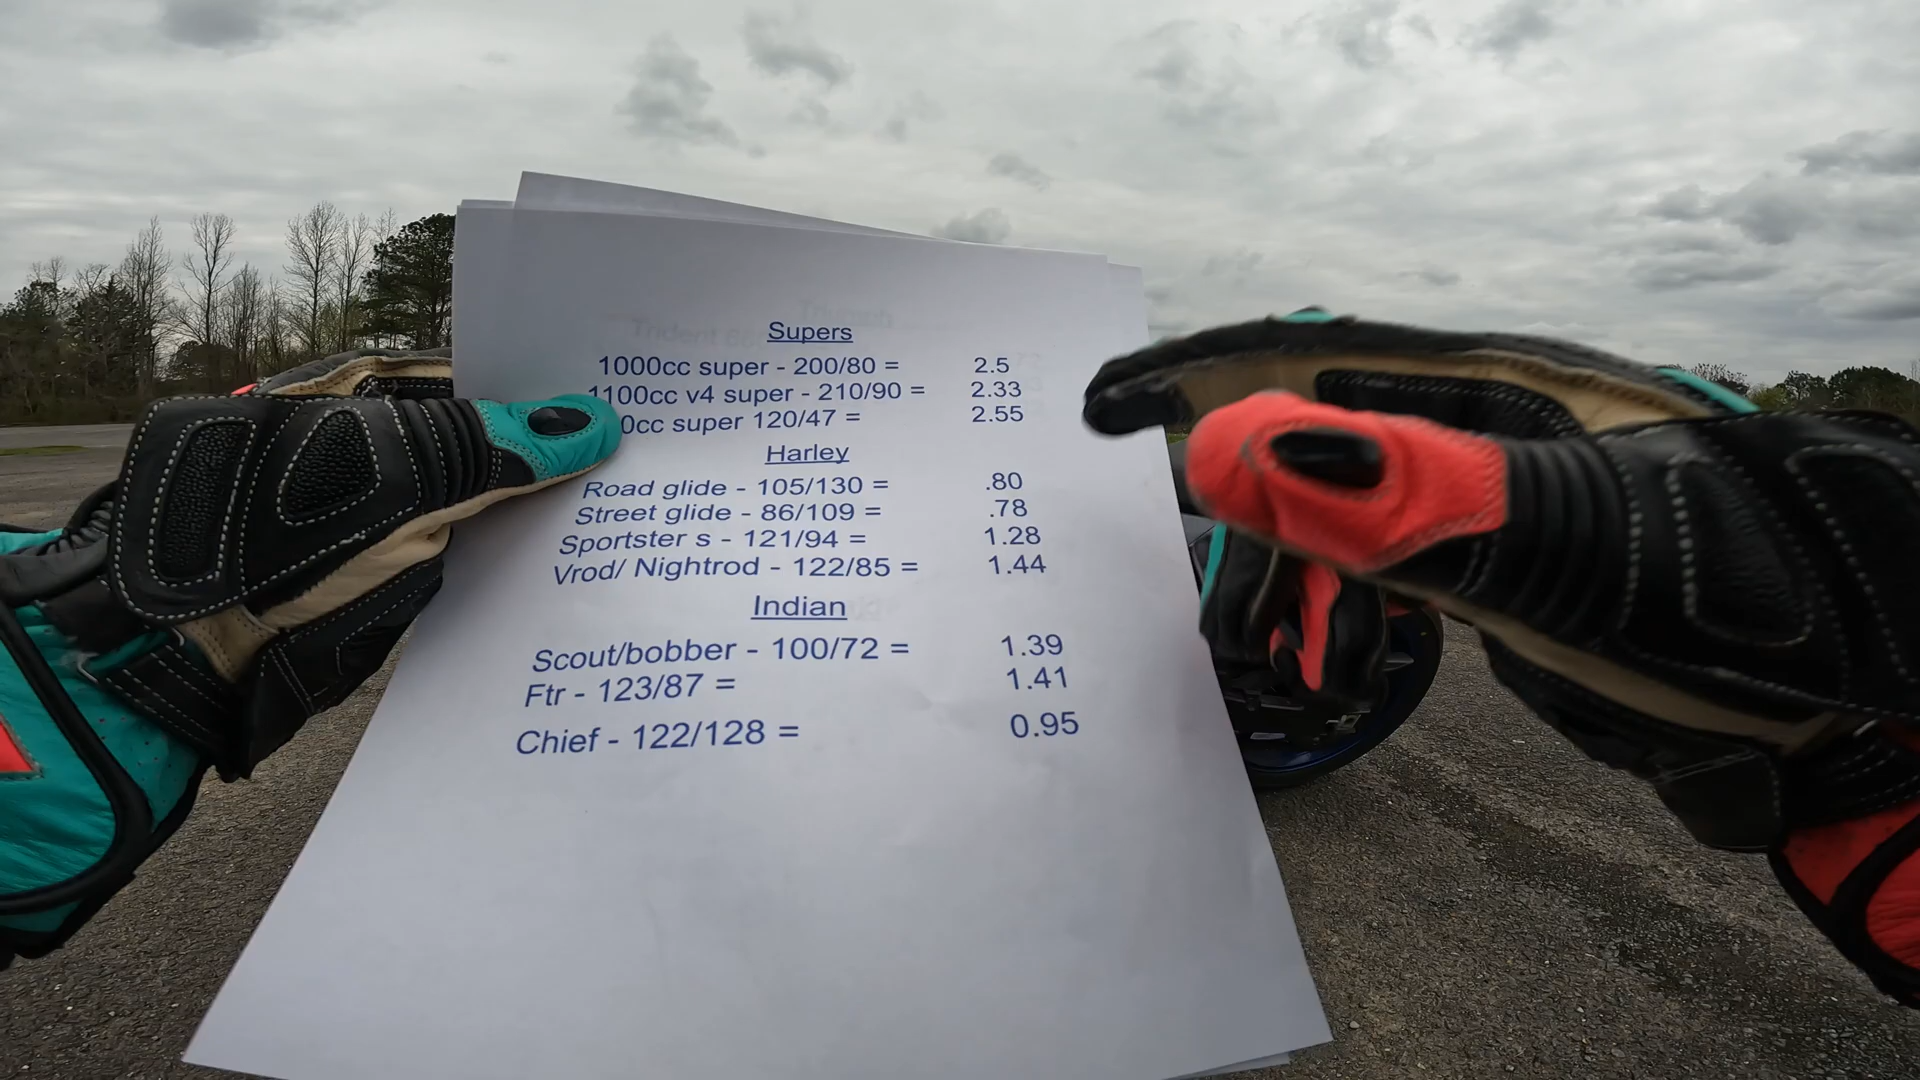 Supers
1000cc super - 200/80 = 2.5
1100cc v4 super - 210/90 = 2.33
0cc super 120/47 = 2.55
Harley
Road glide - 105/130 = .80
Street glide - 86/109 = .78
Sportster s - 121/94 = 1.28
Vrod/ Nightrod - 122/85 = 1.44
Indian
Scout/bobber - 100/72 = 1.39
Ftr - 123/87 = 1.41
Chief - 122/128 = 0.95